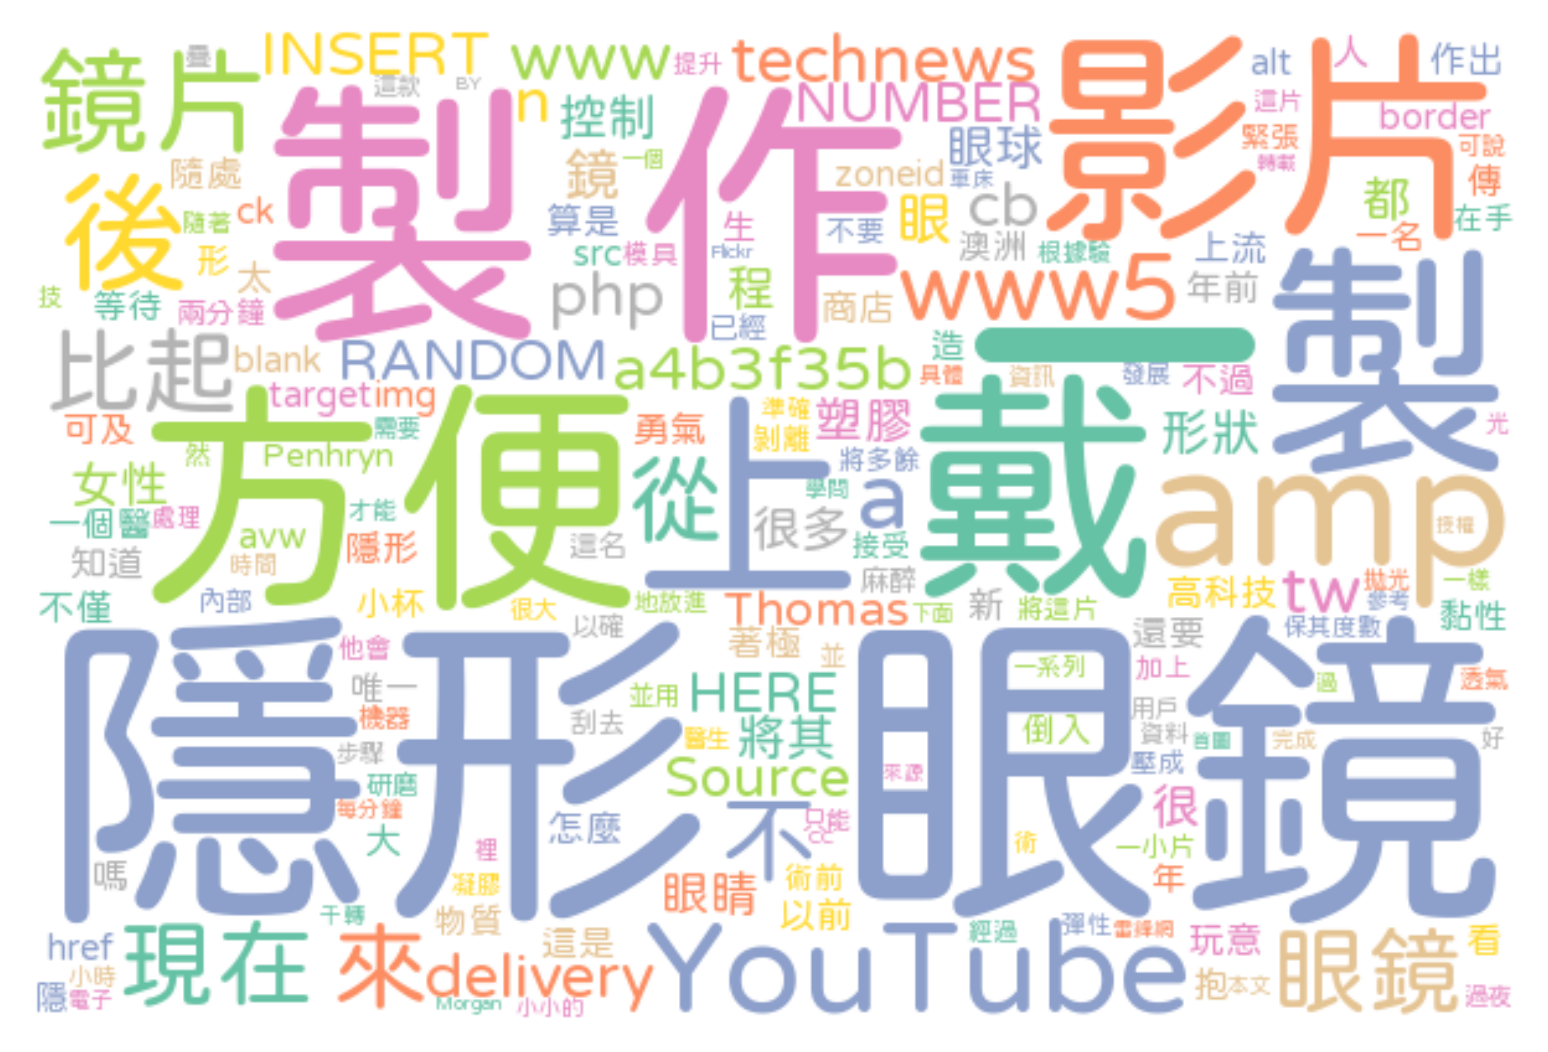 鏡片
疊
INSERT
這款
BY
www
提升
technews
影片
alt
人
作出
製作
n
控制
NUMBER
這片
border
隨處
鏡
一個
眼球
緊張
可說
後
zoneid
單床
轉載
傳
隨著
ck
算是
不要
眼
cb
都
在手
一名
形
太
src
模具
生
Flickr
澳洲
根據驗
上流
技
等待
兩分鐘
php
程
商店
www5
年前
製
已經
比起
blank
RANDOM
a4b3f35b
造
一
target
img
具體
資訊
發展
不過
可及
方便
需要
勇氣
上
準確
塑膠
戴
形狀
光
然
Penhryn
剝離
將多餘
女性
從
學問
a
amp
授權
一個
醫
處理
才能
很多
avw
隱形
這名
接受
知道
時間
麻醉
高科技
tw
拋光
一樣
不僅
內部
小杯
很大
地放進
Thomas
下面
新
將這片
參考
黏性
隱形眼鏡
以確
著極
還要
保其度數
他會
並
一系列
加上
過
透氣
唯一
並用
HERE
機器
刮去
倒入
用戶
步驟
醫生
將其
資料
首圖
完成
好
研磨
Source
來源
壓成
每分鐘
不
只能
很
大
怎麼
CC
裡
術
一小片
嗎
凝膠
眼睛
術前
年
千轉
物質
以前
href
現在
來
這是
YouTube
經過
彈性
雷鋒網
玩意
眼鏡
看
小時
delivery
隱
電子
Morgan
小小的
抱
本文
過夜